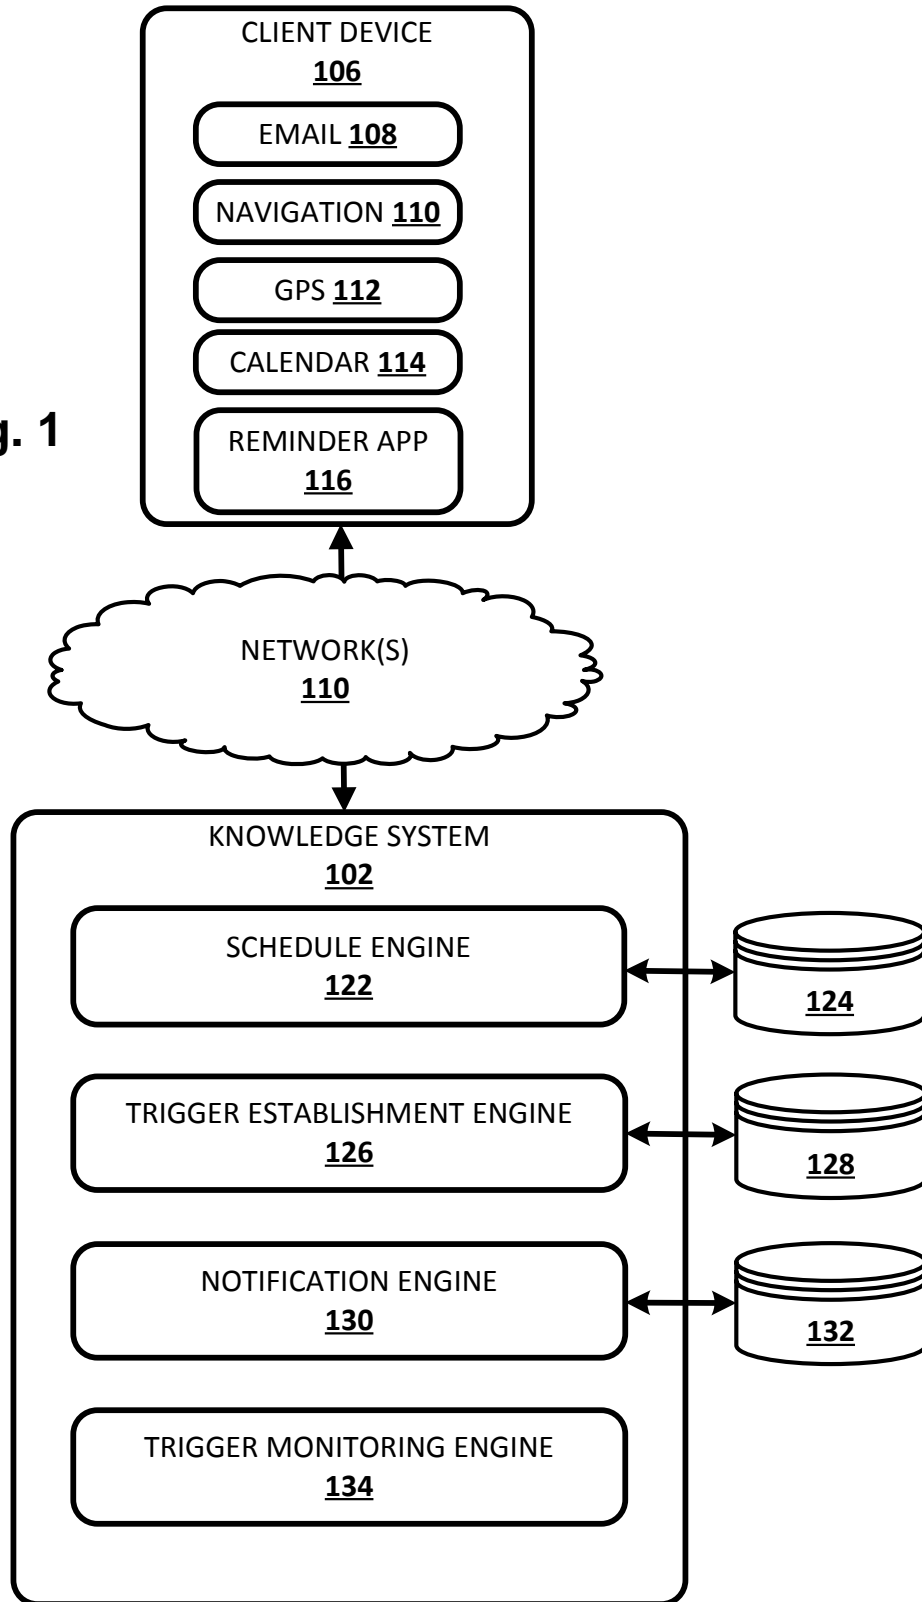 CLIENT DEVICE
106
EMAIL 108
NAVIGATION 110
GPS 112
CALENDAR 114
g. 1
REMINDER APP
116
NETWORK(S)
110
KNOWLEDGE SYSTEM
102
SCHEDULE ENGINE
122
124
TRIGGER ESTABLISHMENT ENGINE
126
128
NOTIFICATION ENGINE
130
132
TRIGGER MONITORING ENGINE
134